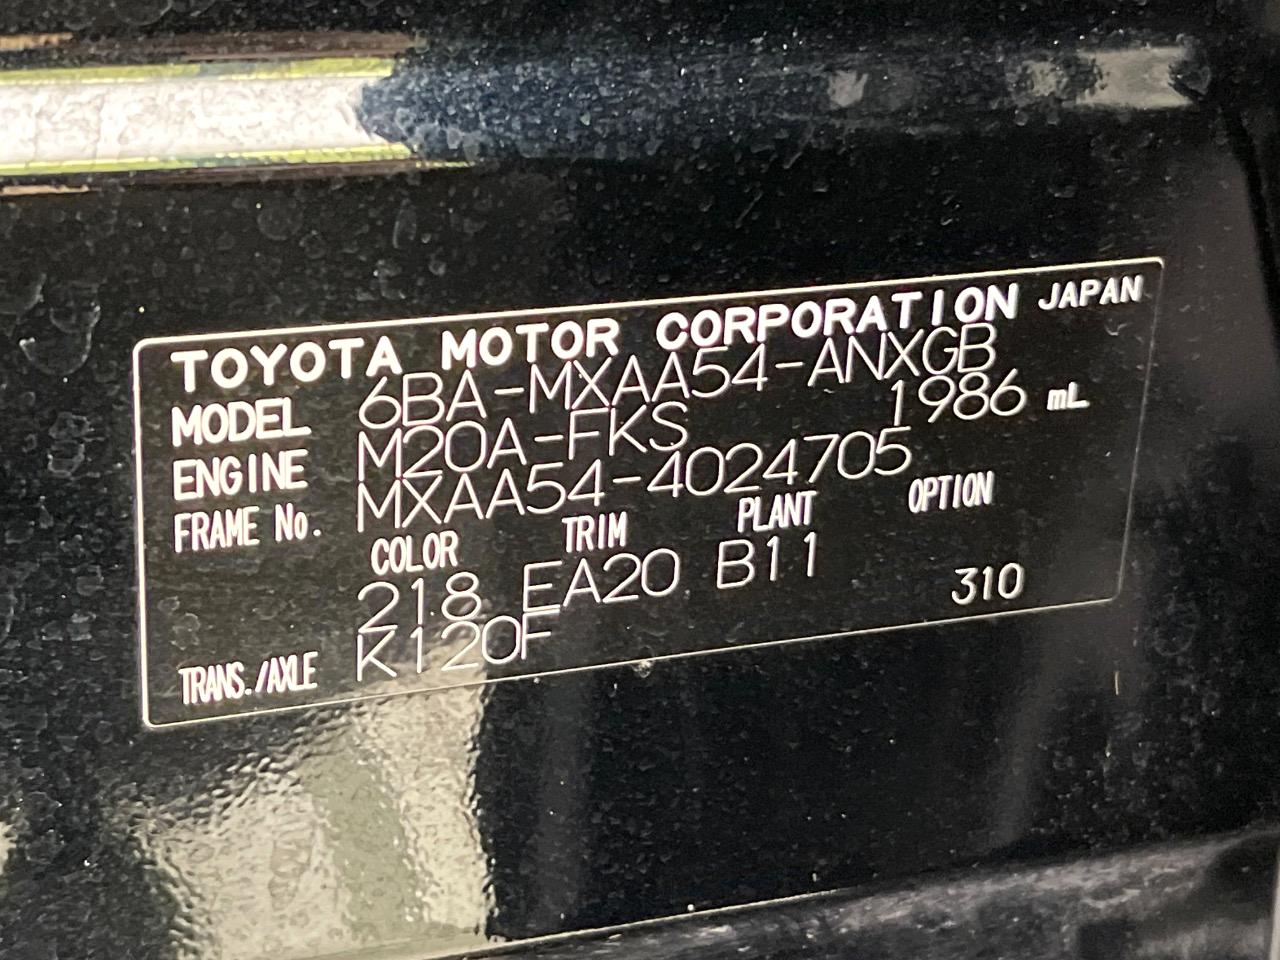 TOYOTA MOTOR CORPORATION JAPAN
MODEL 6BA-MXAA54-ANXGB
ENGINE M20A-FKS 1986 mL
FRAME No. MXAA54-4024705
COLOR TRIM PLANT OPTION
218 EA20 B11 310
TRANS./AXLE K120F